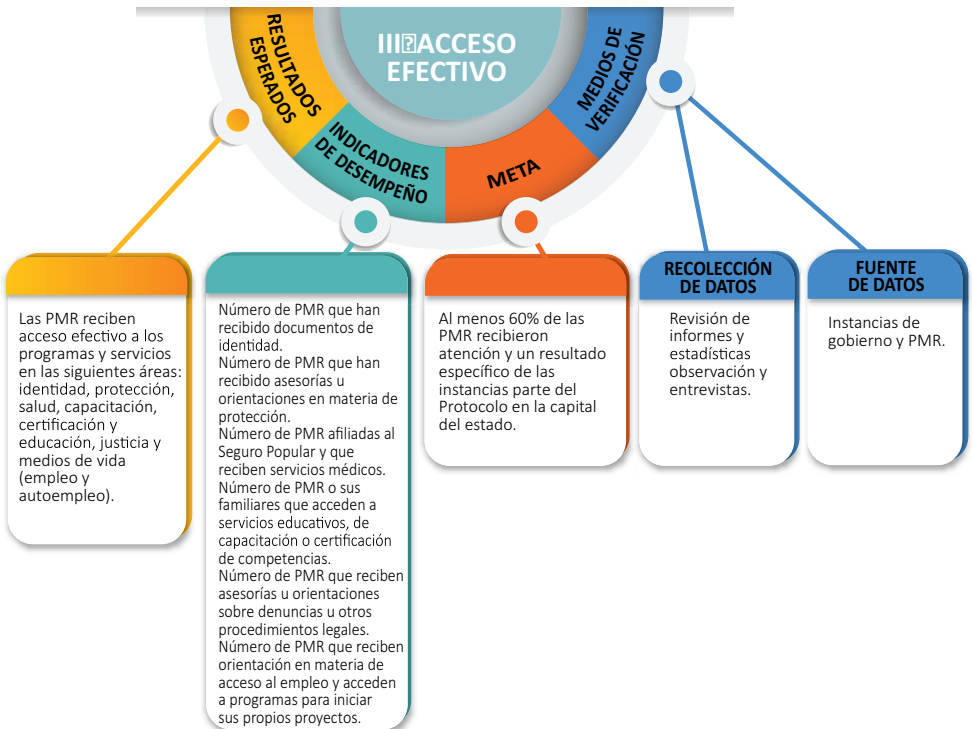 III ACCESO
EFECTIVO
RESULTADOS
ESPERADOS
INDICADORES
DE DESEMPEÑO
META
MEDIOS DE
VERIFICACIÓN
Las PMR reciben
acceso efectivo a los
programas y servicios
en las siguientes áreas:
identidad, protección,
salud, capacitación,
certificación y
educación, justicia y
medios de vida
(empleo y
autoempleo).
Número de PMR que han
recibido documentos de
identidad.
Número de PMR que han
recibido asesorías u
orientaciones en materia de
protección.
Número de PMR afiliadas al
Seguro Popular y que
reciben servicios médicos.
Número de PMR o sus
familiares que acceden a
servicios educativos, de
capacitación o certificación
de competencias.
Número de PMR que reciben
asesorías u orientaciones
sobre denuncias u otros
procedimientos legales.
Número de PMR que reciben
orientación en materia de
acceso al empleo y acceden
a programas para iniciar
sus propios proyectos.
Al menos 60% de las
PMR recibieron
atención y un resultado
específico de las
instancias parte del
Protocolo en la capital
del estado.
RECOLECCIÓN
DE DATOS
Revisión de
informes y
estadísticas
observación y
entrevistas.
FUENTE
DE DATOS
Instancias de
gobierno y PMR.